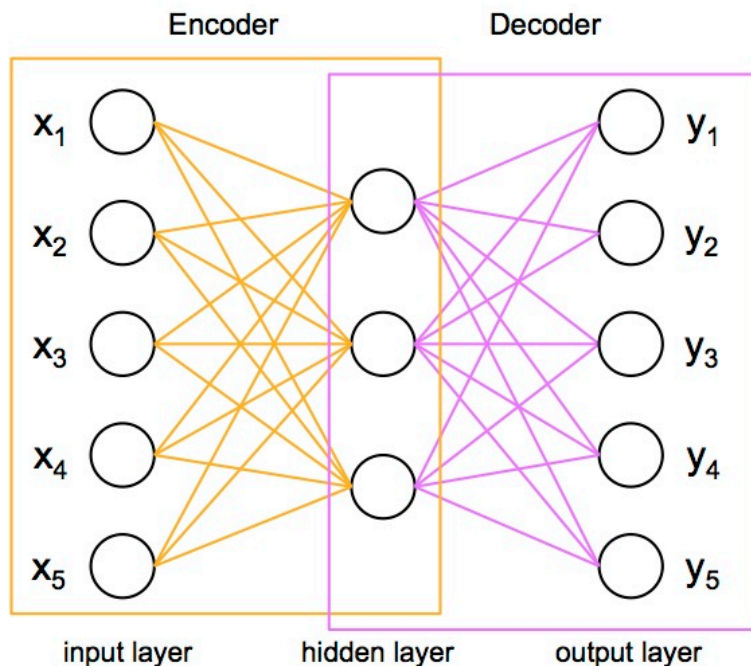 Encoder Decoder
x₁ y₁
x₂ y₂
x₃ y₃
x₄ y₄
x₅ y₅
input layer hidden layer output layer